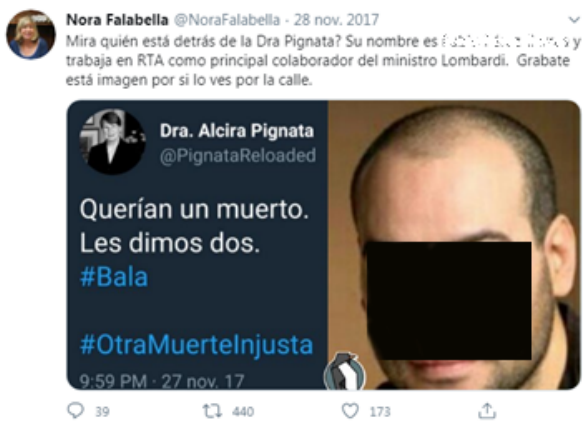 Nora Falabella @NoraFalabella · 28 nov. 2017
Mira quién está detrás de la Dra Pignata? Su nombre es y
trabaja en RTA como principal colaborador del ministro Lombardi. Grabate
está imagen por si lo ves por la calle.
Dra. Alcira Pignata
@PignataReloaded
Querían un muerto.
Les dimos dos.
#Bala
#OtraMuerteInjusta
9:59 PM · 27 nov. 17
39 440 173